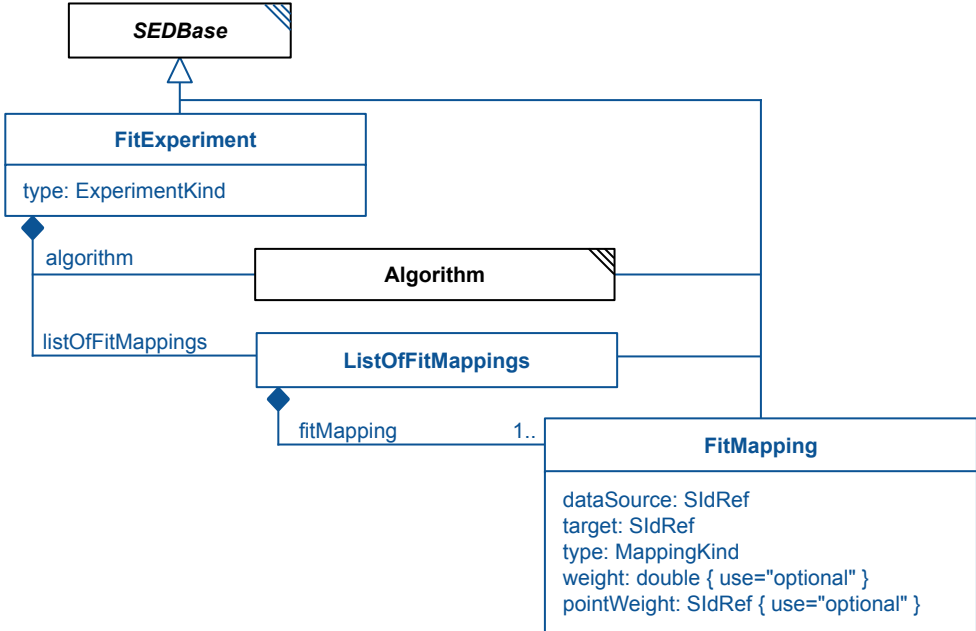 SEDBase
FitExperiment
type: ExperimentKind
algorithm
Algorithm
listOfFitMappings
ListOfFitMappings
fitMapping 1..
FitMapping
dataSource: SIdRef
target: SIdRef
type: MappingKind
weight: double { use="optional" }
pointWeight: SIdRef { use="optional" }